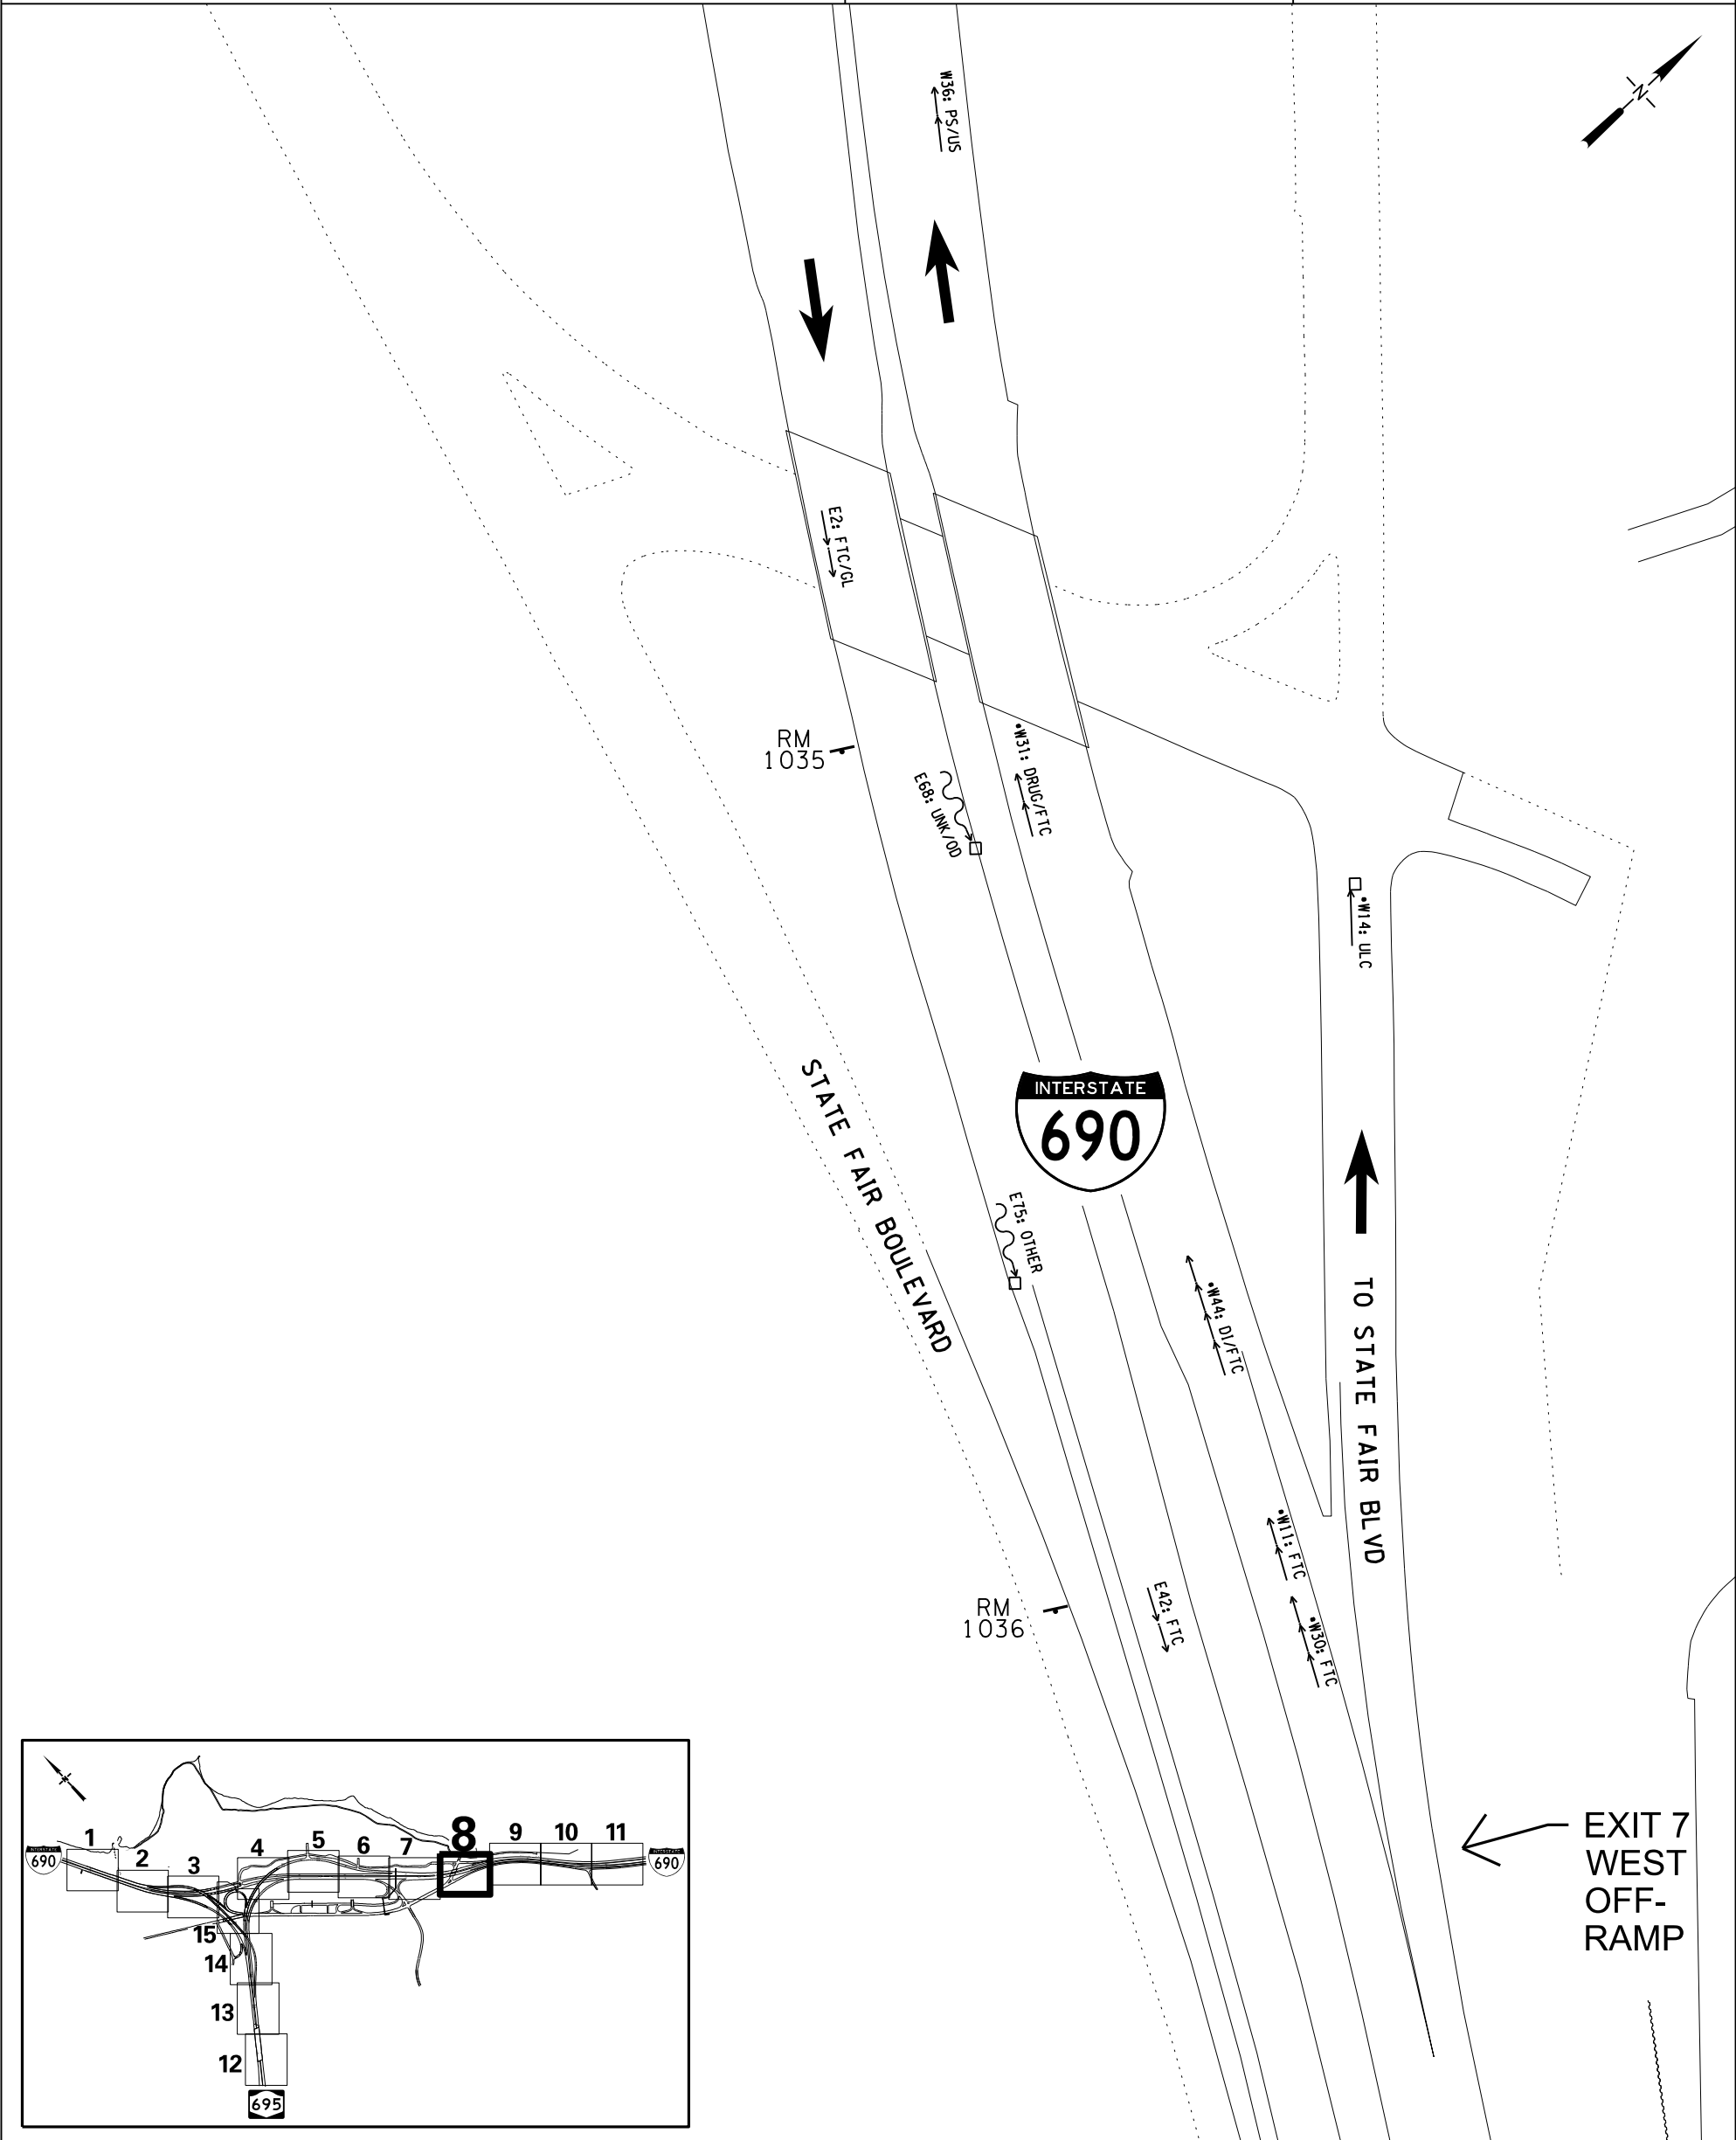 W36: PS/US
N
E2: FTC/GL
RM
1035
•W31: DRUG/FTC
E68: UNK/OD
•W14: ULC
INTERSTATE
690
STATE FAIR BOULEVARD
E75: OTHER
•W44: DI/FTC
TO STATE FAIR BLVD
•W11: FTC
E42: FTC
RM
1036
•W30: FTC
EXIT 7
WEST
OFF-
RAMP
N
1
2
3
4
5
6
7
8
9
10
11
INTERSTATE
690
INTERSTATE
690
15
14
13
12
695